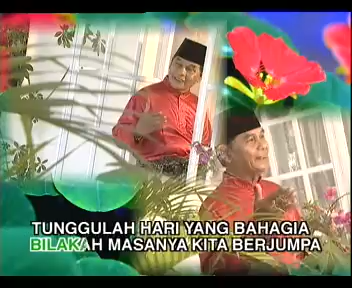 TUNGGULAH HARI YANG BAHAGIA
BILAKAH MASANYA KITA BERJUMPA